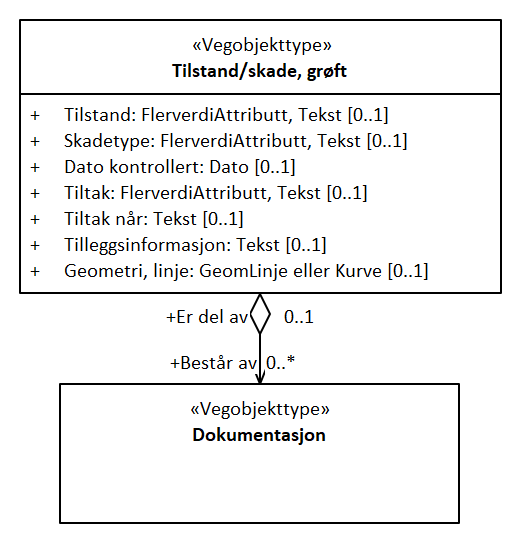 «Vegobjekttype»
Tilstand/skade, grøft
+ Tilstand: FlerverdiAttributt, Tekst [0..1]
+ Skadetype: FlerverdiAttributt, Tekst [0..1]
+ Dato kontrollert: Dato [0..1]
+ Tiltak: FlerverdiAttributt, Tekst [0..1]
+ Tiltak når: Tekst [0..1]
+ Tilleggsinformasjon: Tekst [0..1]
+ Geometri, linje: GeomLinje eller Kurve [0..1]
+Er del av 0..1
+Består av 0..*
«Vegobjekttype»
Dokumentasjon